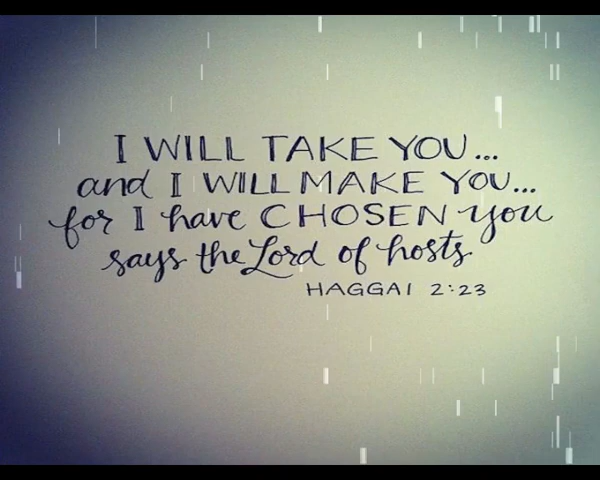 I WILL TAKE YOU...
and I WILL MAKE YOU...
for I have CHOSEN you
says the Lord of hosts.
HAGGAI 2:23